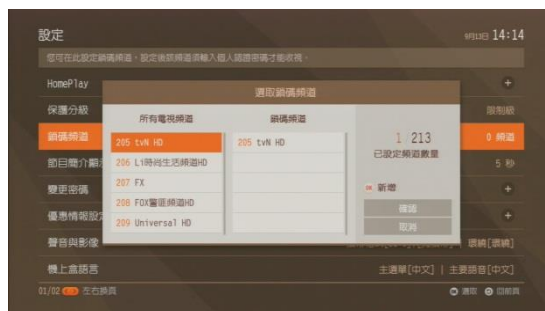 設定
9月13日 14:14
您可在此設定鎖碼頻道。設定後該頻道須輸入個人認證密碼才能收視。
HomePlay
保護分級 限制級
鎖碼頻道 0 頻道
節目簡介顯 5 秒
變更密碼
優惠情報設定
聲音與影像 環繞[環繞]
機上盒語言 主選單[中文] | 主要語音[中文]
選取鎖碼頻道
所有電視頻道 鎖碼頻道
205 tvN HD 205 tvN HD
206 Li時尚生活頻道HD
207 FX
208 FOX警匪頻道HD
209 Universal HD
1/213
已設定頻道數量
OK 新增
確認
取消
01/02 左右換頁
選取 回前頁